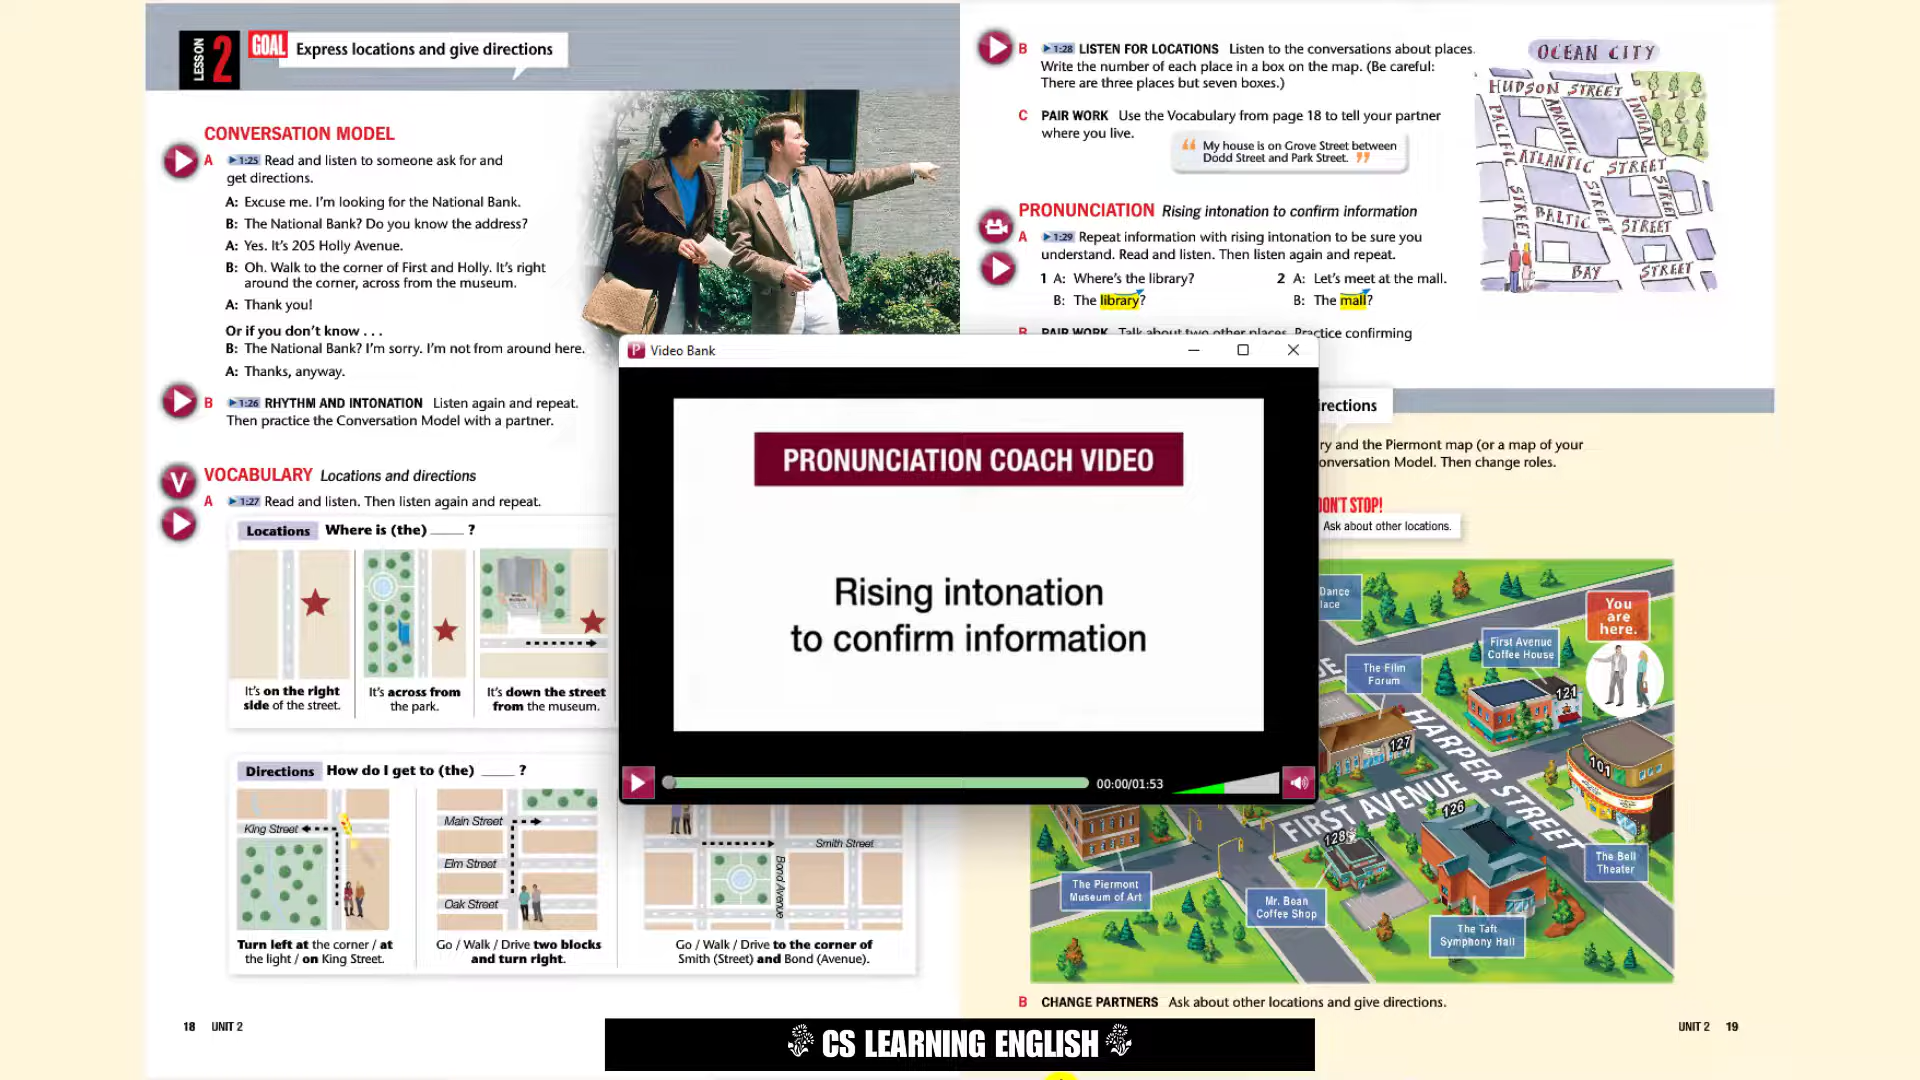 LESSON 2
GOAL Express locations and give directions
CONVERSATION MODEL
A 1:25 Read and listen to someone ask for and
get directions.
A: Excuse me. I'm looking for the National Bank.
B: The National Bank? Do you know the address?
A: Yes. It's 205 Holly Avenue.
B: Oh. Walk to the corner of First and Holly. It's right
around the corner, across from the museum.
A: Thank you!
Or if you don't know . . .
B: The National Bank? I'm sorry. I'm not from around here.
A: Thanks, anyway.
B 1:26 RHYTHM AND INTONATION Listen again and repeat.
Then practice the Conversation Model with a partner.
V
VOCABULARY Locations and directions
A 1:27 Read and listen. Then listen again and repeat.
Locations Where is (the) ____ ?
It's on the right
side of the street.
It's across from
the park.
It's down the street
from the museum.
Directions How do I get to (the) ____ ?
King Street
Turn left at the corner / at
the light / on King Street.
Main Street
Elm Street
Oak Street
Go / Walk / Drive two blocks
and turn right.
Smith Street
Bond Avenue
Go / Walk / Drive to the corner of
Smith (Street) and Bond (Avenue).
18 UNIT 2
B 1:28 LISTEN FOR LOCATIONS Listen to the conversations about places.
Write the number of each place in a box on the map. (Be careful:
There are three places but seven boxes.)
C PAIR WORK Use the Vocabulary from page 18 to tell your partner
where you live.
“ My house is on Grove Street between
Dodd Street and Park Street. ”
OCEAN CITY
HUDSON STREET
PACIFIC STREET
ADRIATIC STREET
INDIAN STREET
ATLANTIC STREET
BALTIC STREET
BAY STREET
PRONUNCIATION Rising intonation to confirm information
A 1:29 Repeat information with rising intonation to be sure you
understand. Read and listen. Then listen again and repeat.
1 A: Where's the library?
B: The library?
2 A: Let's meet at the mall.
B: The mall?
B PAIR WORK Talk about two other places. Practice confirming
P Video Bank
PRONUNCIATION COACH VIDEO
Rising intonation
to confirm information
00:00/01:53
irections
ry and the Piermont map (or a map of your
onversation Model. Then change roles.
DON'T STOP!
Ask about other locations.
Dance
lace
You
are
here.
First Avenue
Coffee House
The Film
Forum
121
127
101
HARPER STREET
FIRST AVENUE
126
128
The Bell
Theater
The Piermont
Museum of Art
Mr. Bean
Coffee Shop
The Taft
Symphony Hall
B CHANGE PARTNERS Ask about other locations and give directions.
UNIT 2 19
CS LEARNING ENGLISH